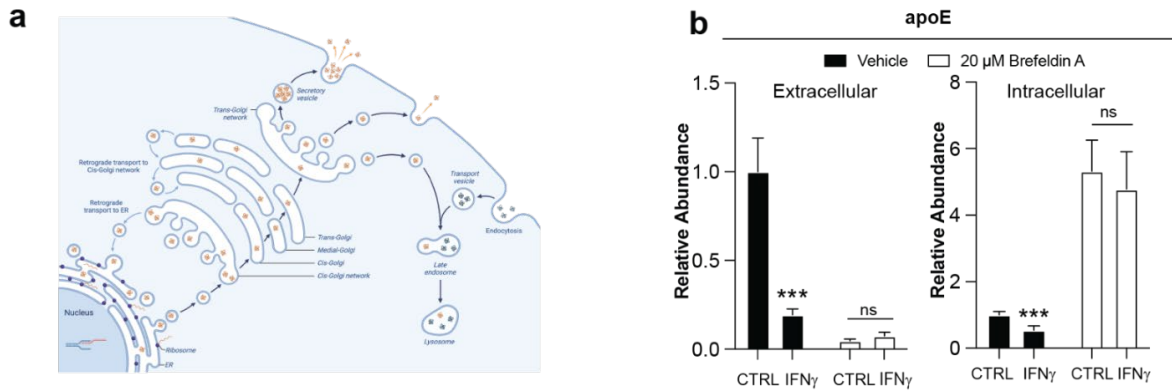 a
Secretory vesicle
Trans-Golgi
network
Retrograde transport to
Cis-Golgi network
Retrograde
transport to ER
Transport
vesicle
Endocytosis
Trans-Golgi
Medial-Golgi
Cis-Golgi
Cis Golgi network
Late
endosome
Lysosome
Nucleus
Ribosome
ER
b
apoE
Vehicle 20 µM Brefeldin A
Extracellular
Relative Abundance
1.5
1.0
0.5
0.0
***
ns
CTRL IFNγ CTRL IFNγ
Intracellular
Relative Abundance
8
6
4
2
0
***
ns
CTRL IFNγ CTRL IFNγ